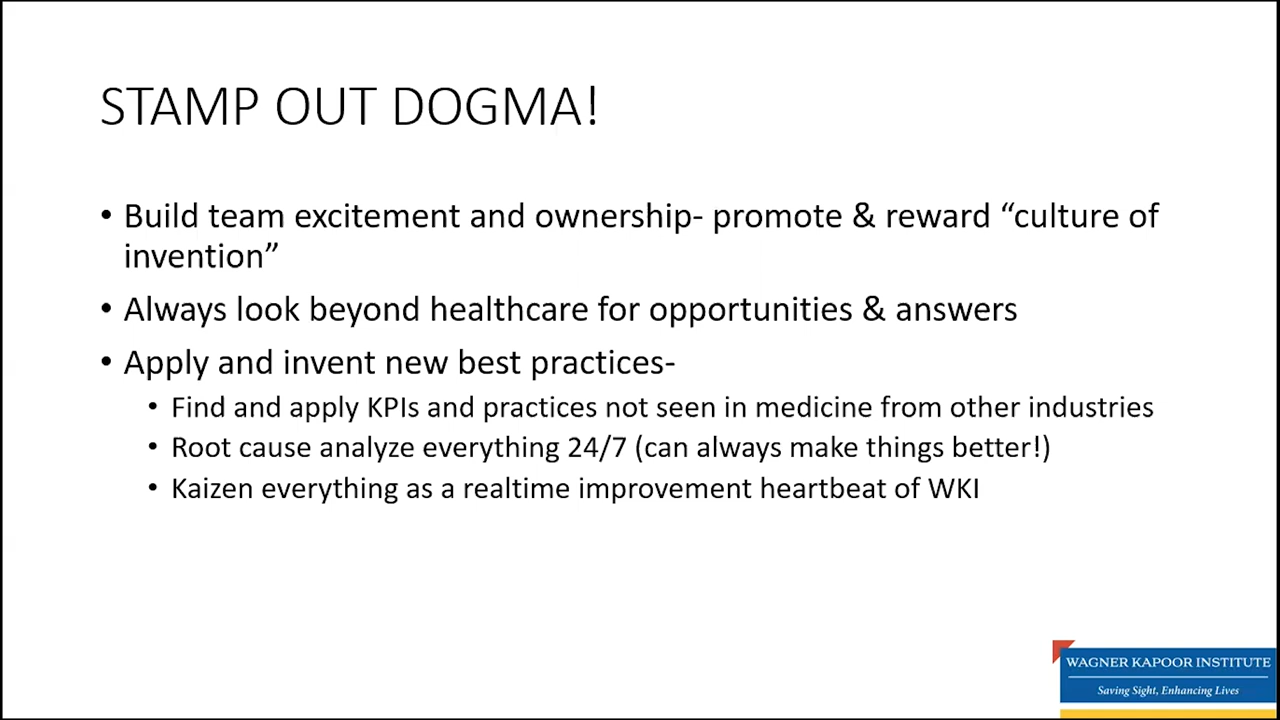 STAMP OUT DOGMA!
• Build team excitement and ownership- promote & reward “culture of
invention”
• Always look beyond healthcare for opportunities & answers
• Apply and invent new best practices-
• Find and apply KPIs and practices not seen in medicine from other industries
• Root cause analyze everything 24/7 (can always make things better!)
• Kaizen everything as a realtime improvement heartbeat of WKI
WAGNER KAPOOR INSTITUTE
Saving Sight, Enhancing Lives